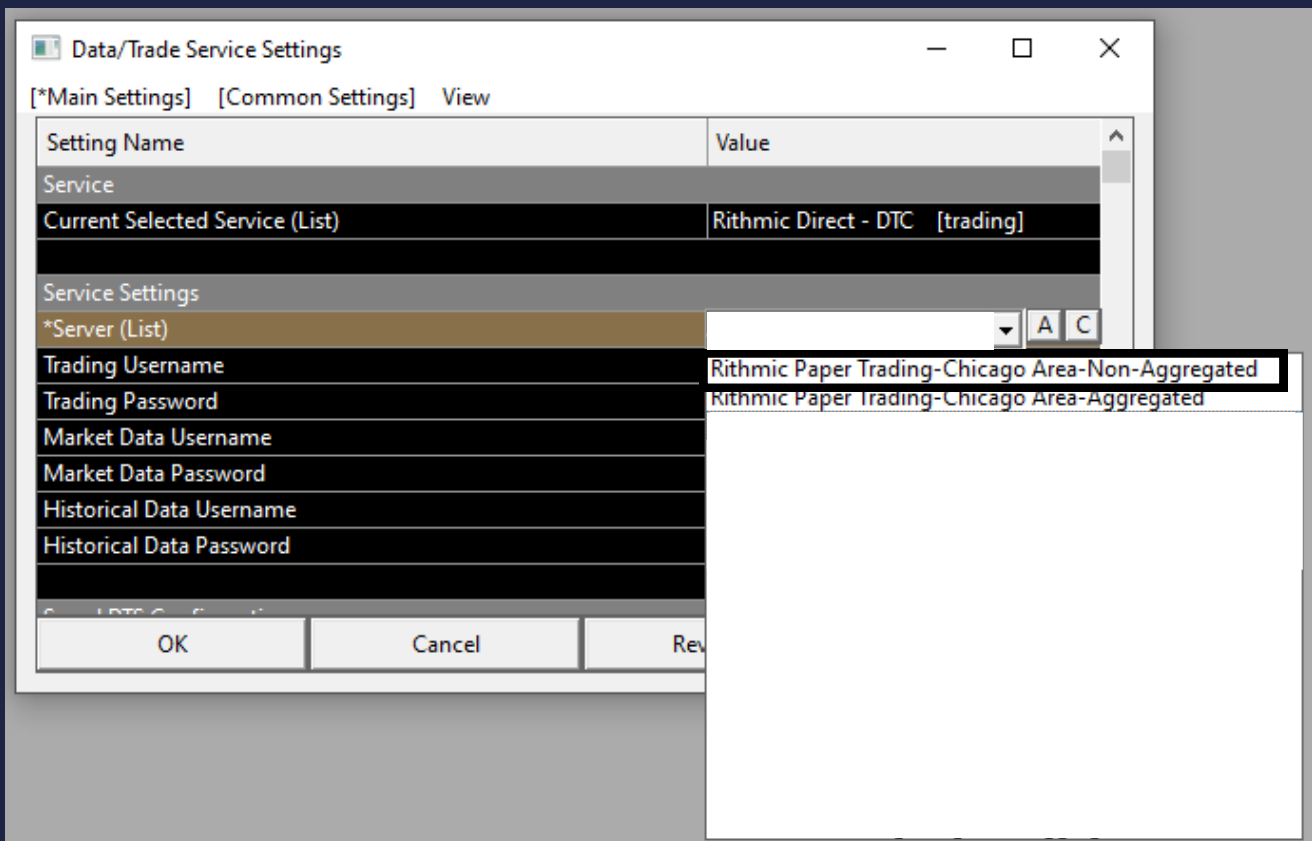 Data/Trade Service Settings
[*Main Settings] [Common Settings] View
Setting Name Value
Service
Current Selected Service (List) Rithmic Direct - DTC [trading]
Service Settings
*Server (List) A C
Trading Username
Rithmic Paper Trading-Chicago Area-Non-Aggregated
Trading Password
Rithmic Paper Trading-Chicago Area-Aggregated
Market Data Username
Market Data Password
Historical Data Username
Historical Data Password
OK Cancel Rev